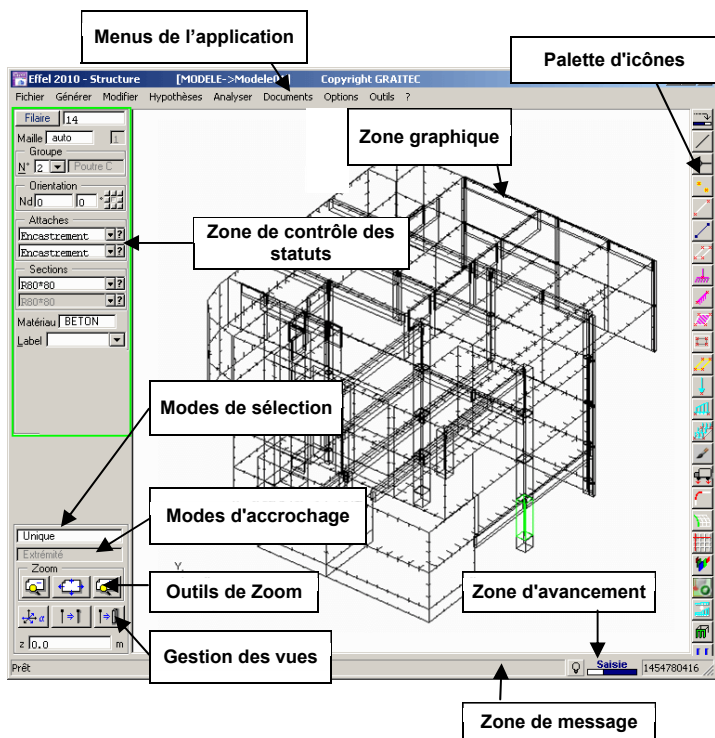 Menus de l'application
Palette d'icônes
Effel 2010 - Structure [MODELE->Modele
Copyright GRAITEC
Fichier Générer Modifier Hypothèses Analyser Documents Options Outils ?
Filaire 14
Maille auto 1
Groupe
N° 2 Poutre C
Orientation
Nd 0 0 °
Attaches
Encastrement ?
Encastrement ?
Sections
R80*80 ?
R80*80 ?
Matériau BETON
Label
Zone graphique
Zone de contrôle des
statuts
Modes de sélection
Modes d'accrochage
Unique
Extrémité
Zoom
Outils de Zoom
Zone d'avancement
Gestion des vues
Y
α
z 0.0 m
Prêt
Saisie
1454780416
Zone de message